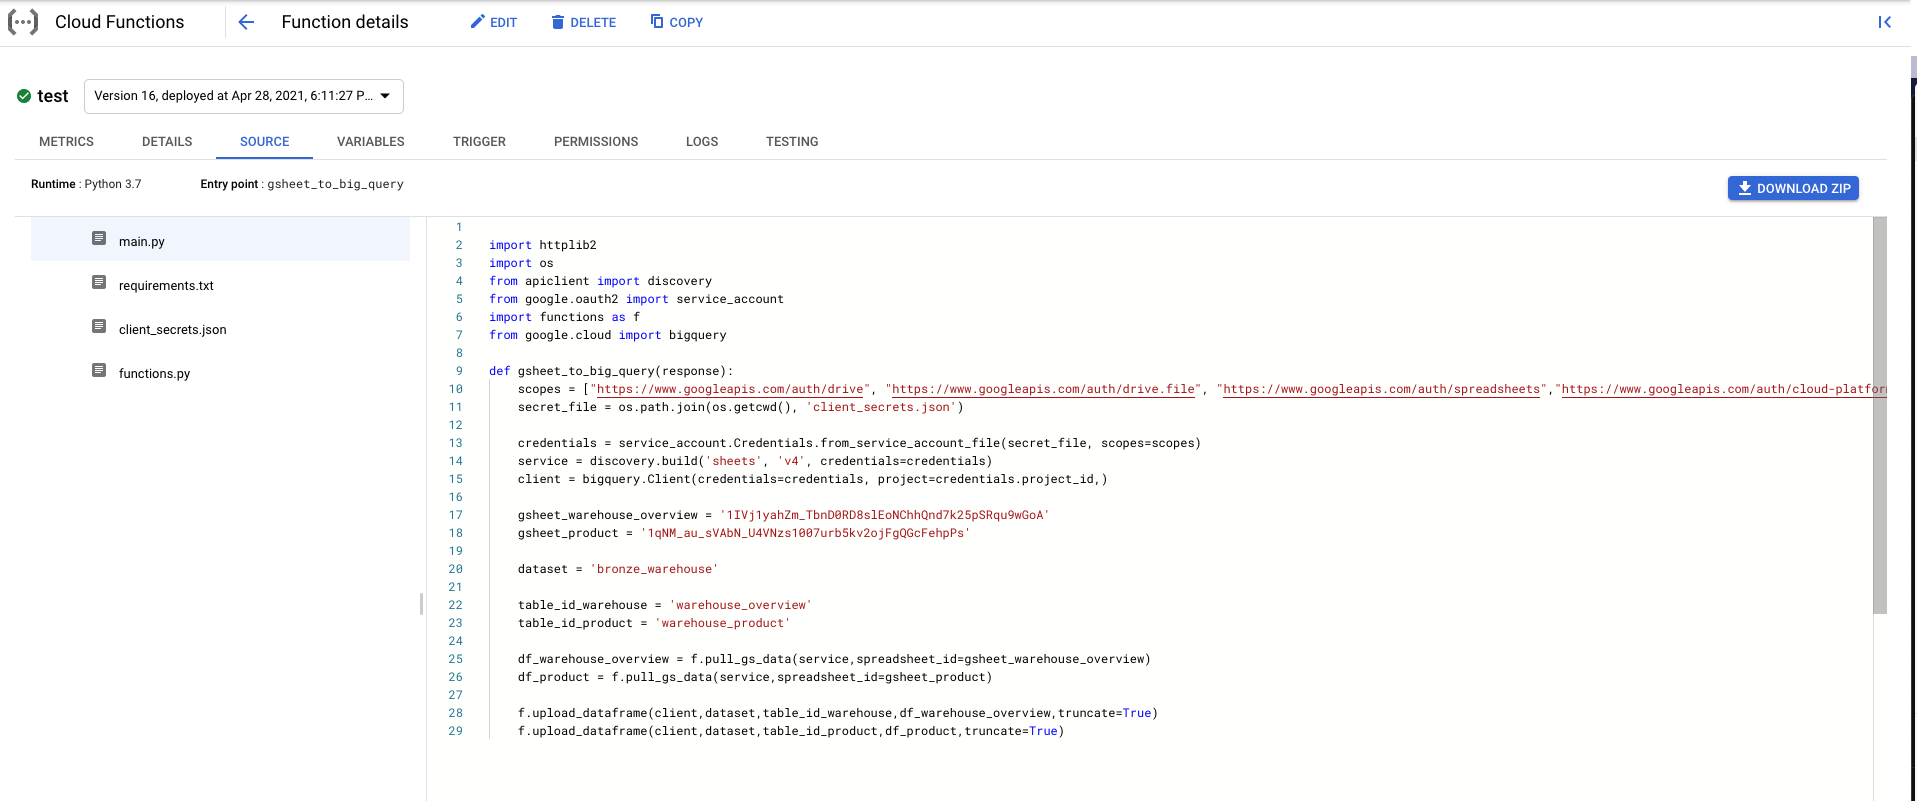 Cloud Functions
Function details
EDIT
DELETE
COPY
test
Version 16, deployed at Apr 28, 2021, 6:11:27 P...
METRICS
DETAILS
SOURCE
VARIABLES
TRIGGER
PERMISSIONS
LOGS
TESTING
Runtime : Python 3.7
Entry point : gsheet_to_big_query
DOWNLOAD ZIP
main.py
requirements.txt
client_secrets.json
functions.py
1
2 import httplib2
3 import os
4 from apiclient import discovery
5 from google.oauth2 import service_account
6 import functions as f
7 from google.cloud import bigquery
8
9 def gsheet_to_big_query(response):
10 scopes = ["https://www.googleapis.com/auth/drive", "https://www.googleapis.com/auth/drive.file", "https://www.googleapis.com/auth/spreadsheets","https://www.googleapis.com/auth/cloud-platfor
11 secret_file = os.path.join(os.getcwd(), 'client_secrets.json')
12
13 credentials = service_account.Credentials.from_service_account_file(secret_file, scopes=scopes)
14 service = discovery.build('sheets', 'v4', credentials=credentials)
15 client = bigquery.Client(credentials=credentials, project=credentials.project_id,)
16
17 gsheet_warehouse_overview = '1IVj1yahZm_TbnD0RD8slEoNChhQnd7k25pSRqu9wGoA'
18 gsheet_product = '1qNM_au_sVAbN_U4VNzs1007urb5kv2ojFgQGcFehpPs'
19
20 dataset = 'bronze_warehouse'
21
22 table_id_warehouse = 'warehouse_overview'
23 table_id_product = 'warehouse_product'
24
25 df_warehouse_overview = f.pull_gs_data(service,spreadsheet_id=gsheet_warehouse_overview)
26 df_product = f.pull_gs_data(service,spreadsheet_id=gsheet_product)
27
28 f.upload_dataframe(client,dataset,table_id_warehouse,df_warehouse_overview,truncate=True)
29 f.upload_dataframe(client,dataset,table_id_product,df_product,truncate=True)